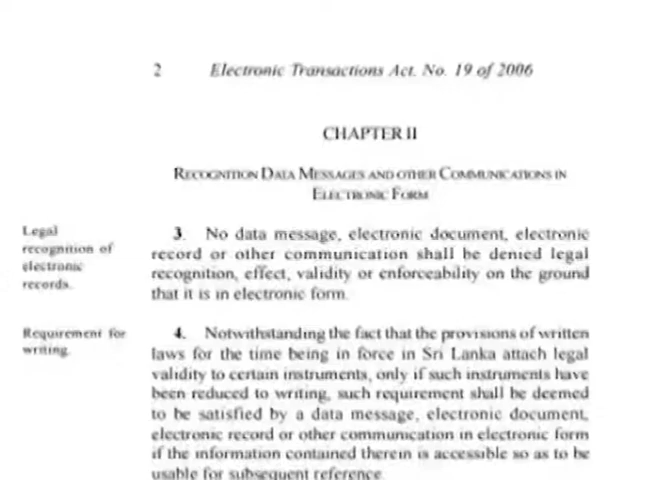 2 Electronic Transactions Act. No. 19 of 2006
CHAPTER II
RECOGNITION DATA MESSAGES AND OTHER COMMUNICATIONS IN
ELECTRONIC FORM
Legal
recognition of
electronic
records.
3. No data message, electronic document, electronic
record or other communication shall be denied legal
recognition, effect, validity or enforceability on the ground
that it is in electronic form.
Requirement for
writing.
4. Notwithstanding the fact that the provisions of written
laws for the time being in force in Sri Lanka attach legal
validity to certain instruments, only if such instruments have
been reduced to writing, such requirement shall be deemed
to be satisfied by a data message, electronic document,
electronic record or other communication in electronic form
if the information contained therein is accessible so as to be
usable for subsequent reference.